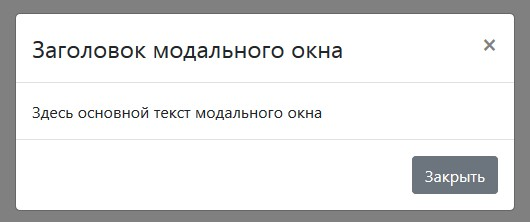 Заголовок модального окна
×
Здесь основной текст модального окна
Закрыть